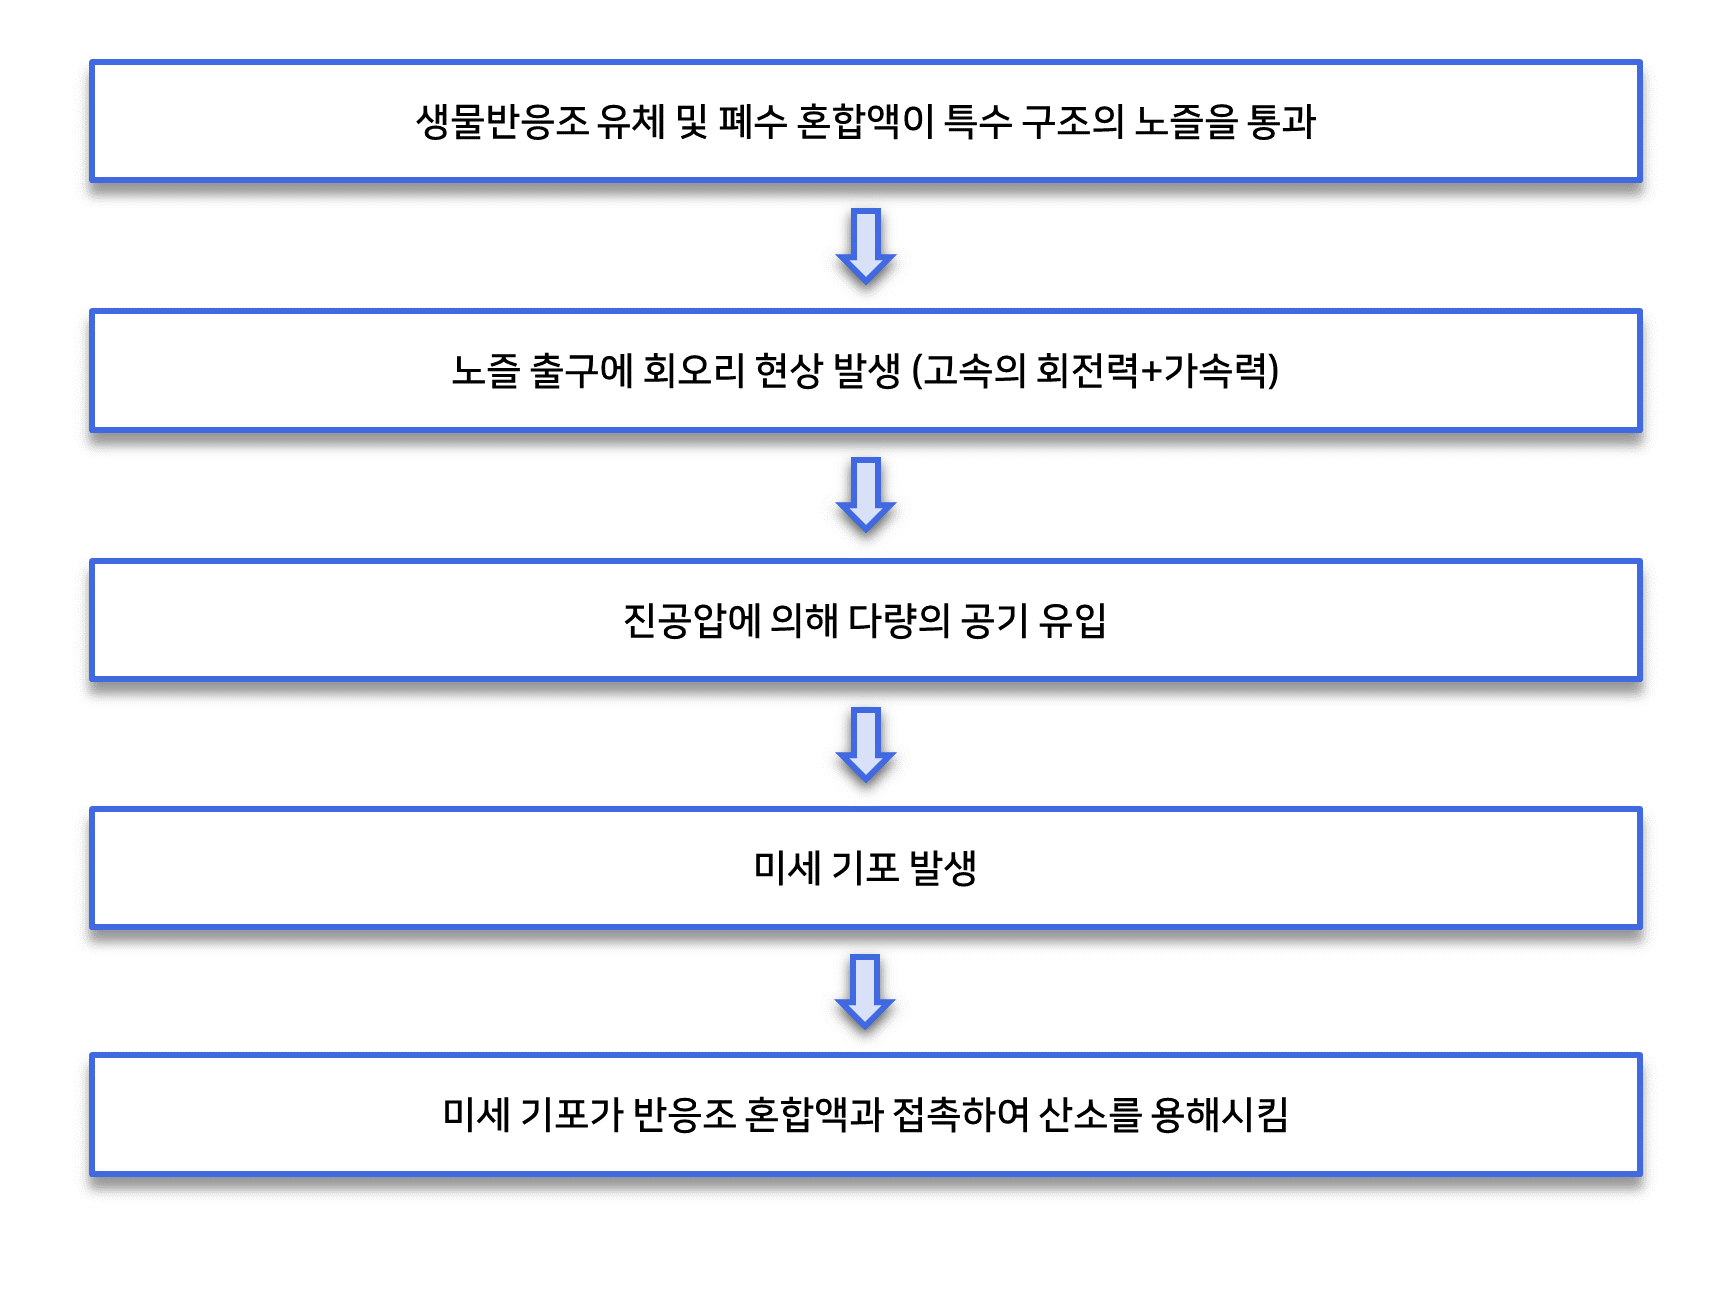 생물반응조 유체 및 폐수 혼합액이 특수 구조의 노즐을 통과
노즐 출구에 회오리 현상 발생 (고속의 회전력+가속력)
진공압에 의해 다량의 공기 유입
미세 기포 발생
미세 기포가 반응조 혼합액과 접촉하여 산소를 용해시킴